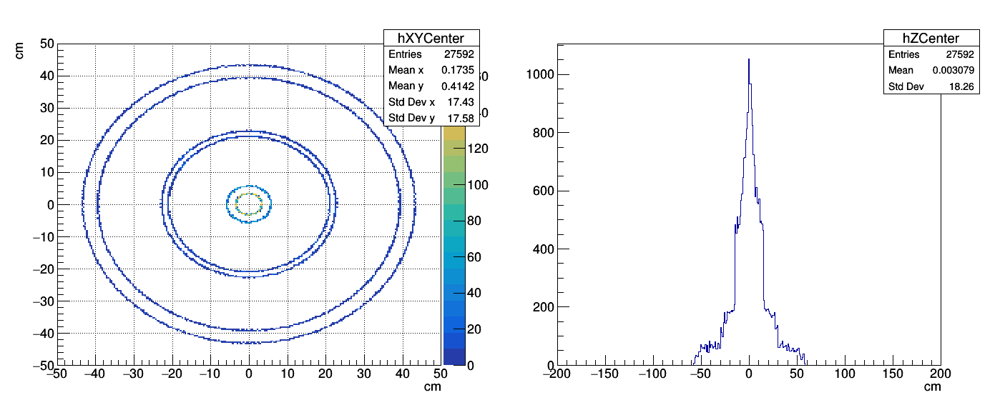 hXYCenter
Entries 27592
Mean x 0.1735
Mean y 0.4142
Std Dev x 17.43
Std Dev y 17.58
cm
50
40
30
20
10
0
−10
−20
−30
−40
−50
−50 −40 −30 −20 −10 0 10 20 30 40 50
cm
120
100
80
60
40
20
0
hZCenter
Entries 27592
Mean 0.003079
Std Dev 18.26
1000
800
600
400
200
0
−200 −150 −100 −50 0 50 100 150 200
cm